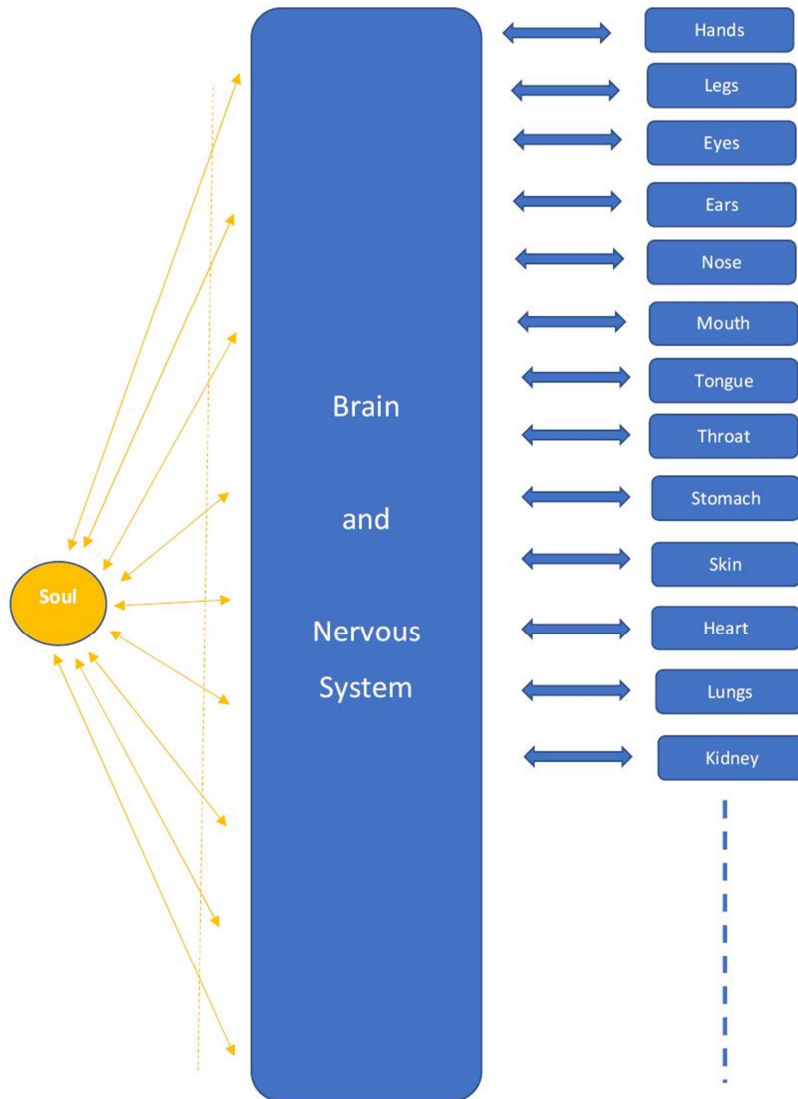 Hands
Legs
Eyes
Ears
Nose
Mouth
Tongue
Throat
Stomach
Skin
Heart
Lungs
Kidney
Brain
and
Nervous
System
Soul